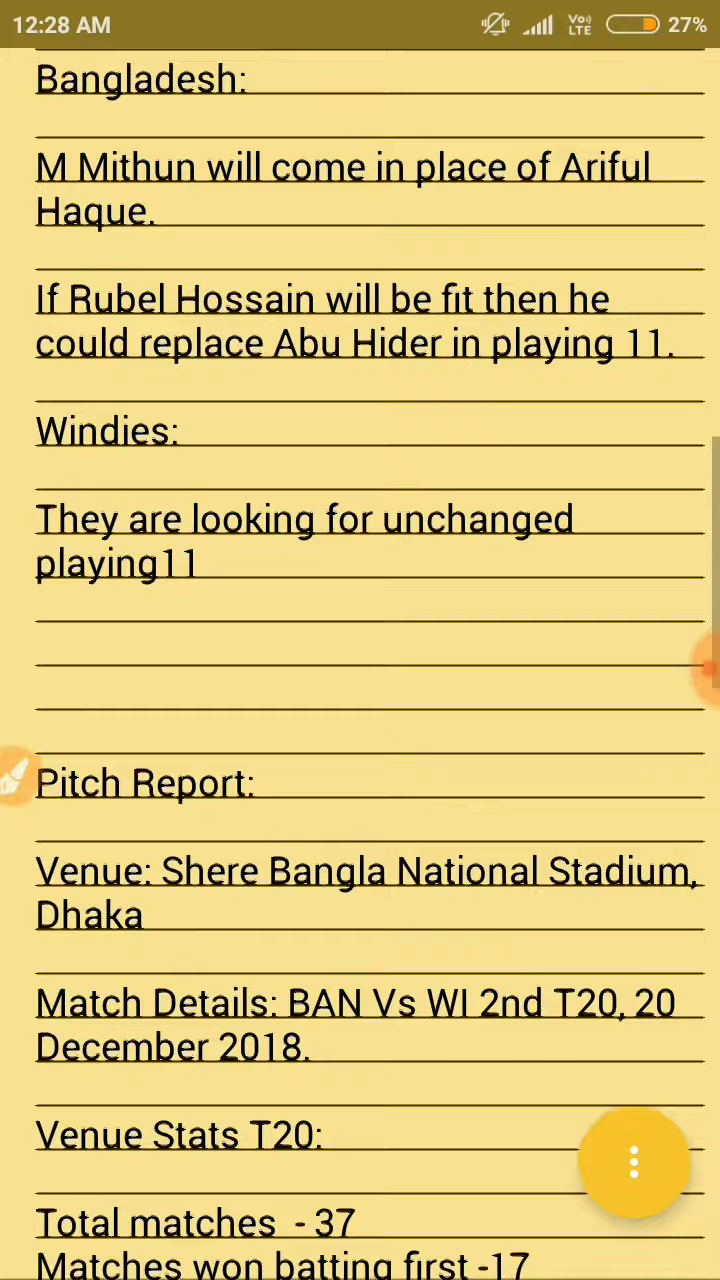 12:28 AM
Vo))
LTE
27%
Bangladesh:
M Mithun will come in place of Ariful
Haque.
If Rubel Hossain will be fit then he
could replace Abu Hider in playing 11.
Windies:
They are looking for unchanged
playing11
Pitch Report:
Venue: Shere Bangla National Stadium,
Dhaka
Match Details: BAN Vs WI 2nd T20, 20
December 2018.
Venue Stats T20:
Total matches  - 37
Matches won batting first -17